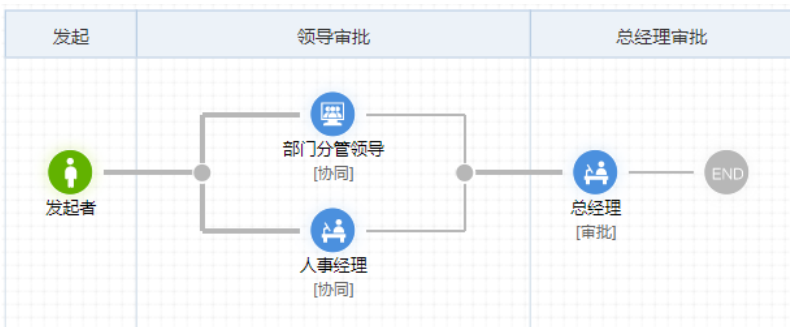 发起
领导审批
总经理审批
部门分管领导
[协同]
发起者
人事经理
[协同]
总经理
[审批]
END